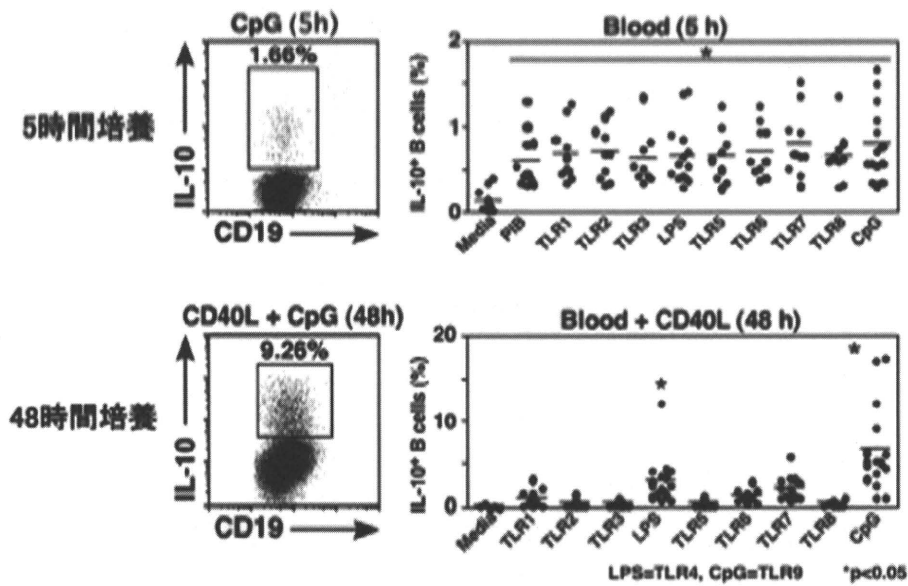 CpG (5h)
1.66%
5時間培養
IL-10
CD19
Blood (5 h)
*
IL-10+ B cells (%)
2
1
0
Media
PIB
TLR1
TLR2
TLR3
LPS
TLR5
TLR6
TLR7
TLR8
CpG
CD40L + CpG (48h)
9.26%
48時間培養
IL-10
CD19
Blood + CD40L (48 h)
*
*
IL-10+ B cells (%)
20
10
0
Media
TLR1
TLR2
TLR3
LPS
TLR5
TLR6
TLR7
TLR8
CpG
LPS=TLR4, CpG=TLR9 *p<0.05